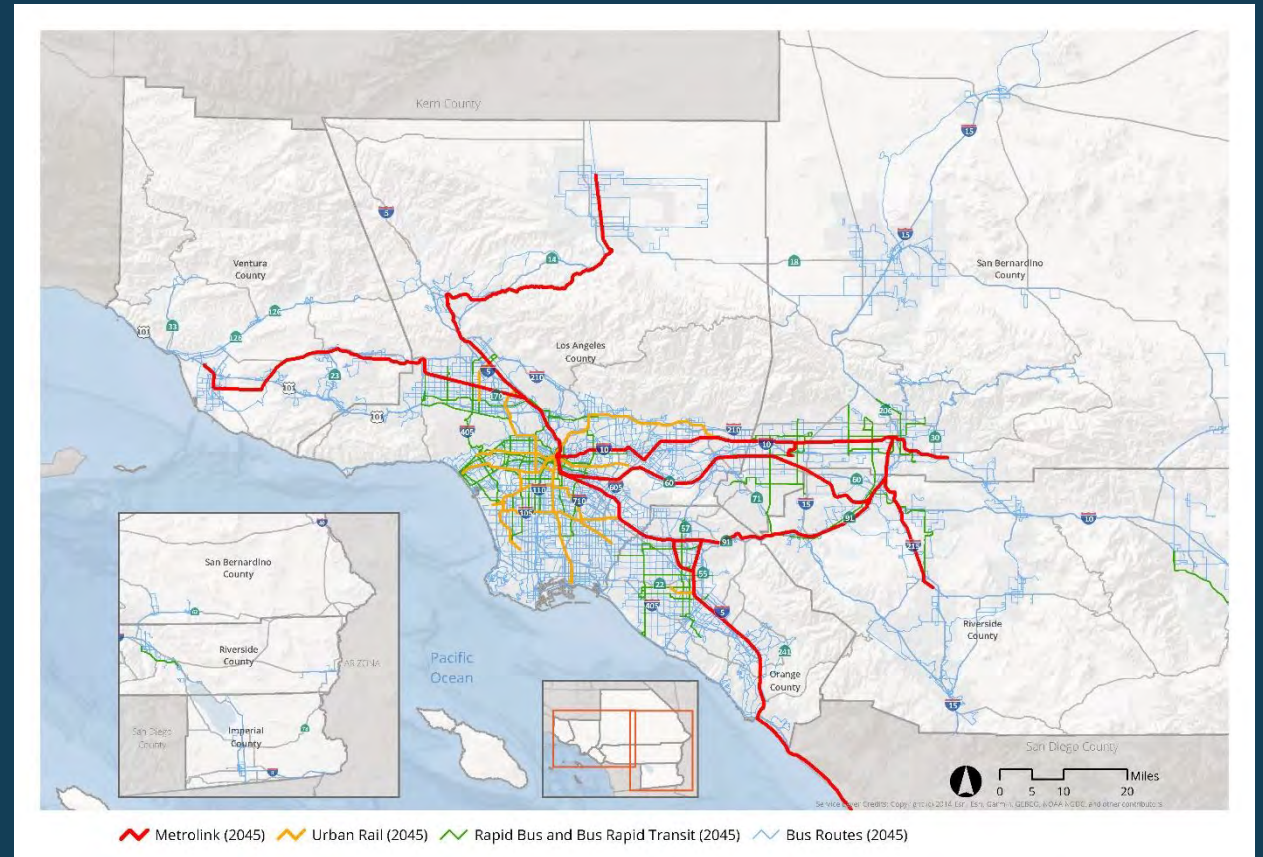 Kern County
15
5
14
18
15
Ventura
County
San Bernardino
County
126
33
101
Los Angeles
County
23
101
101
5
210
170
405
210
10
10
30
60
605
71
60
15
110
710
105
91
10
57
91
215
22
55
405
5
241
Riverside
County
Orange
County
15
San Diego County
Pacific
Ocean
San Bernardino
County
Riverside
County
ARIZONA
San Diego
County
Imperial
County
Miles
0 5 10 20
Metrolink (2045) Urban Rail (2045) Rapid Bus and Bus Rapid Transit (2045) Bus Routes (2045)